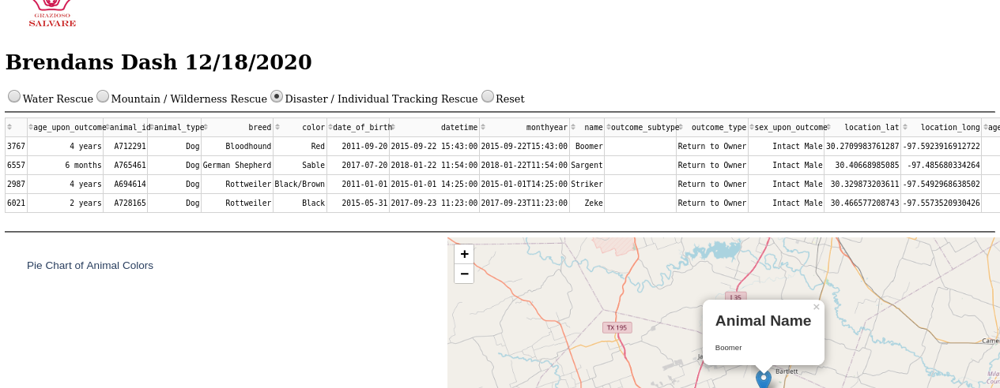 GRAZIOSO
SALVARE
Brendans Dash 12/18/2020
Water Rescue Mountain / Wilderness Rescue Disaster / Individual Tracking Rescue Reset
age_upon_outcome animal_id animal_type breed color date_of_birth datetime monthyear name outcome_subtype outcome_type sex_upon_outcome location_lat location_long age
3767 4 years A712291 Dog Bloodhound Red 2011-09-20 2015-09-22 15:43:00 2015-09-22T15:43:00 Boomer Return to Owner Intact Male 30.2709983761287 -97.5923916912722
6557 6 months A765461 Dog German Shepherd Sable 2017-07-20 2018-01-22 11:54:00 2018-01-22T11:54:00 Sargent Return to Owner Intact Male 30.40668985085 -97.485680334264
2987 4 years A694614 Dog Rottweiler Black/Brown 2011-01-01 2015-01-01 14:25:00 2015-01-01T14:25:00 Striker Return to Owner Intact Male 30.329873203611 -97.5492968638502
6021 2 years A728165 Dog Rottweiler Black 2015-05-31 2017-09-23 11:23:00 2017-09-23T11:23:00 Zeke Return to Owner Intact Male 30.466577208743 -97.5573520930426
+
−
Pie Chart of Animal Colors
I 35
×
Animal Name
TX 195
Boomer
Came
Ja
Bartlett
Mila
Coun